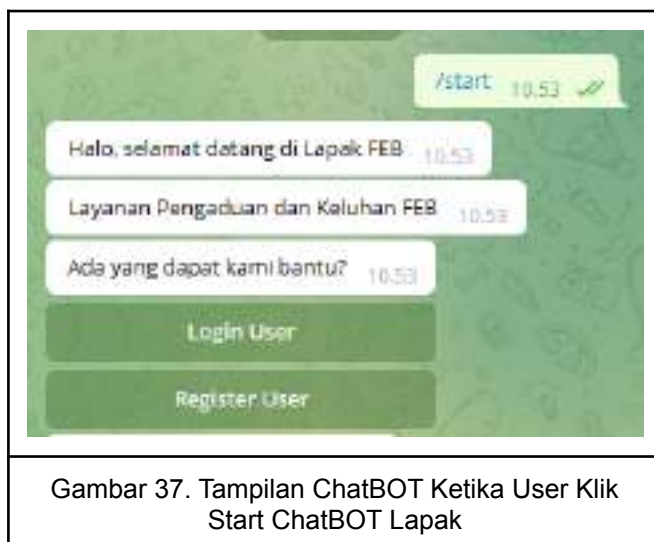 /start 10.53
Halo, selamat datang di Lapak FEB 10.53
Layanan Pengaduan dan Keluhan FEB 10.53
Ada yang dapat kami bantu? 10.53
Login User
Register User
Gambar 37. Tampilan ChatBOT Ketika User Klik
Start ChatBOT Lapak